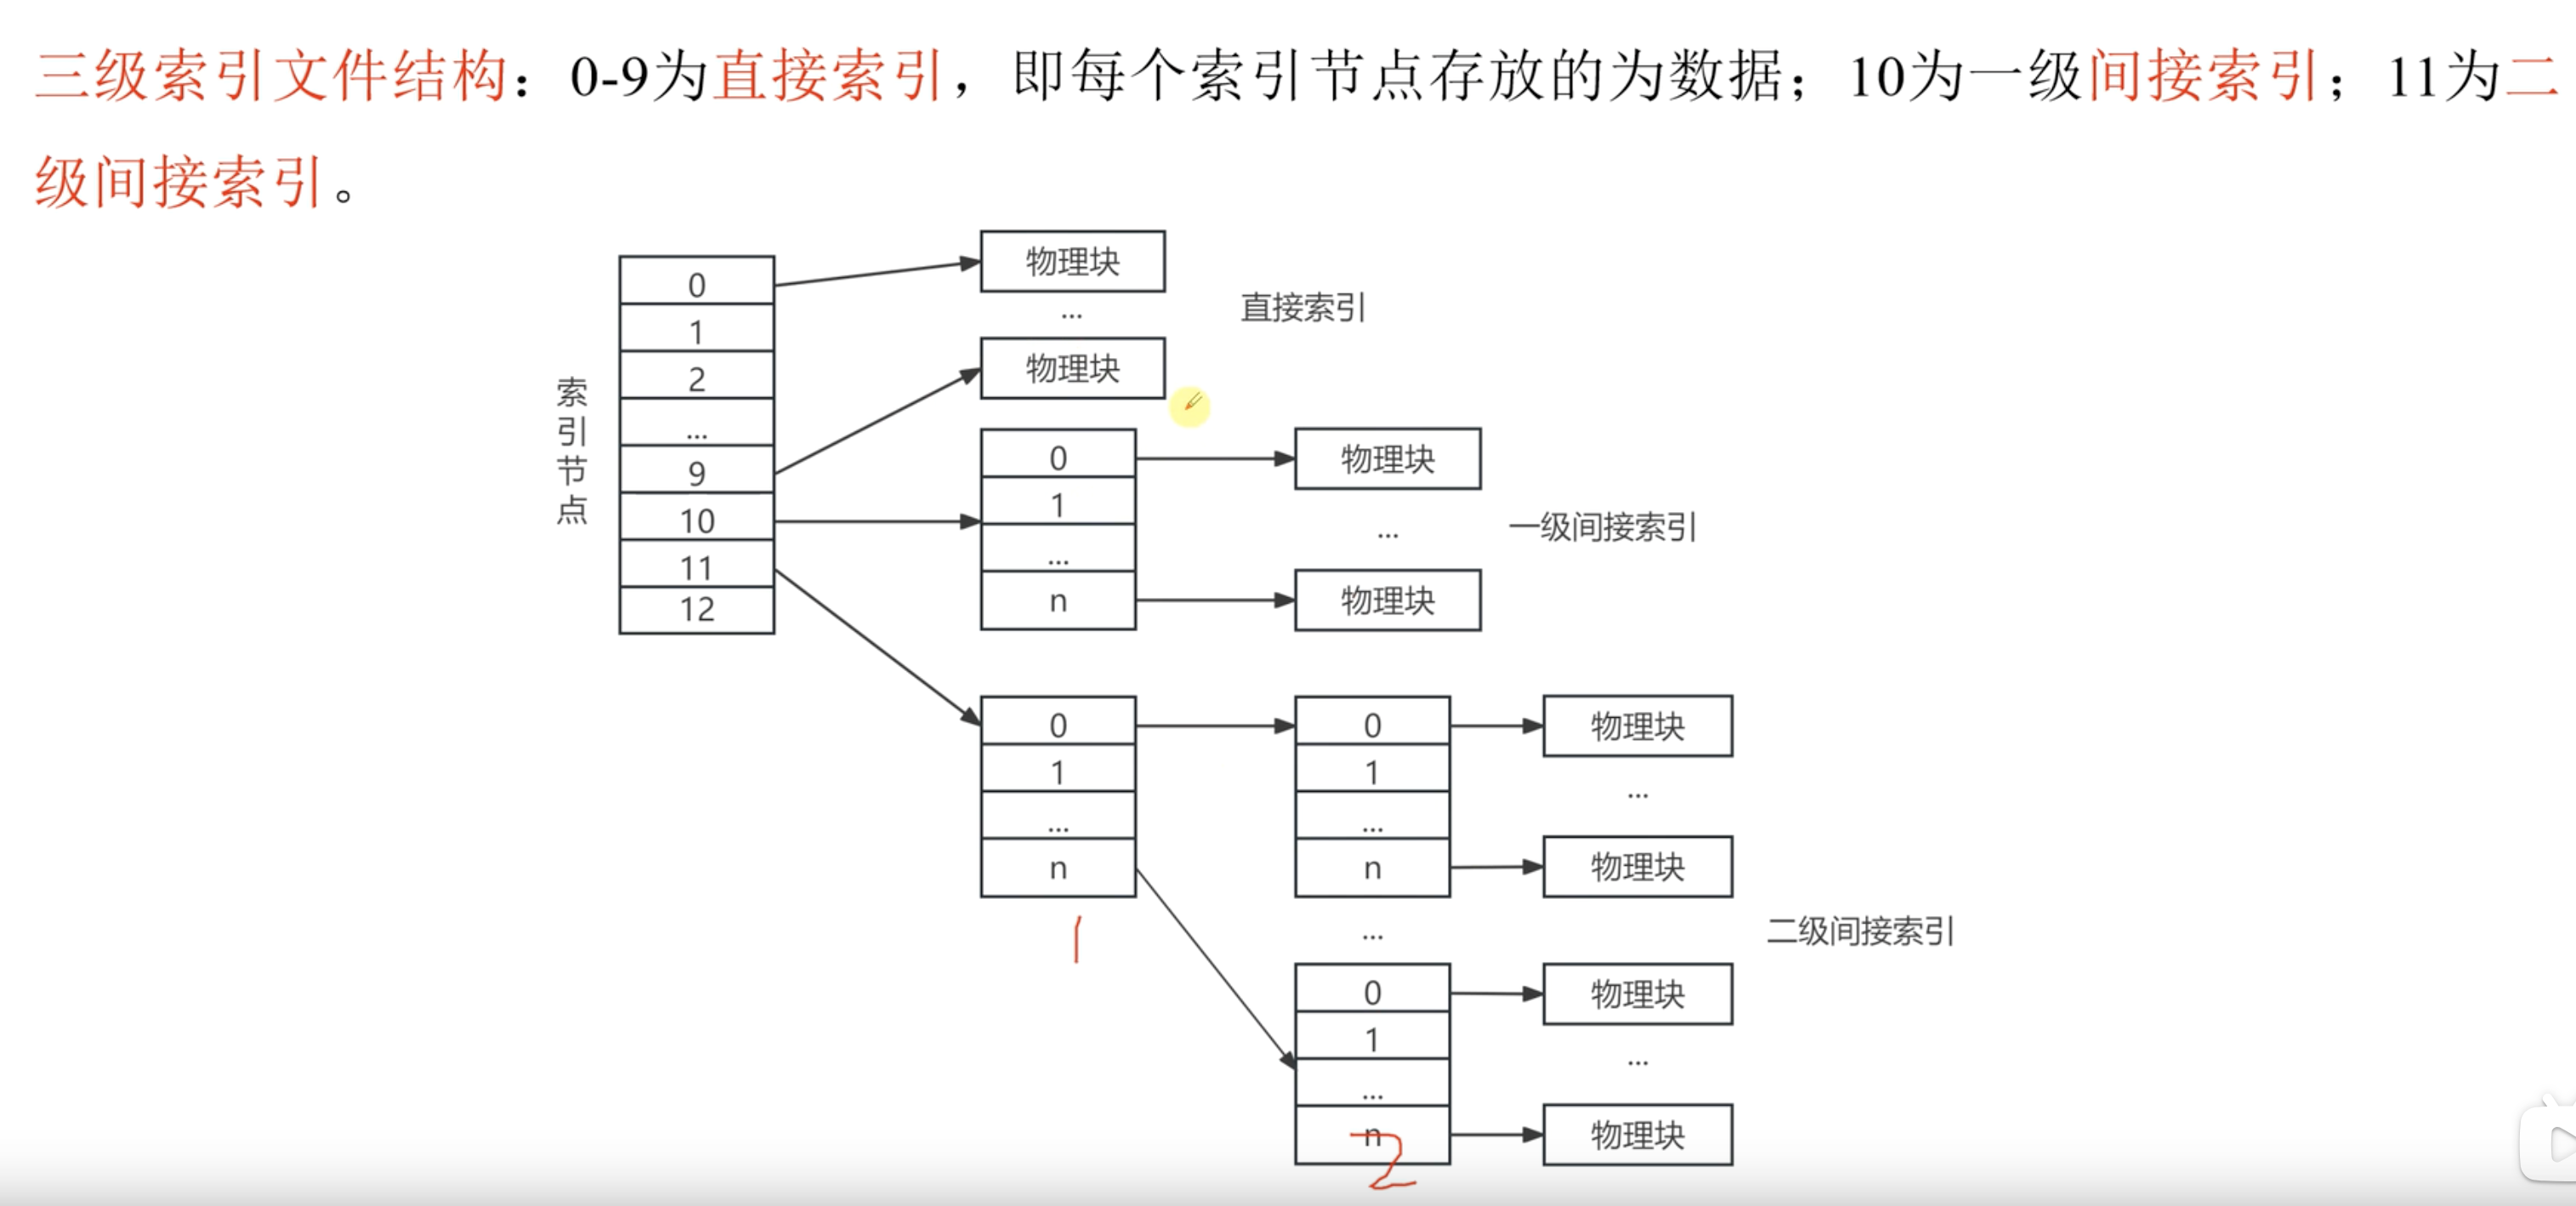 三级索引文件结构：0-9为直接索引，即每个索引节点存放的为数据；10为一级间接索引；11为二
级间接索引。
索引节点
0
1
2
...
9
10
11
12
物理块
...
物理块
直接索引
0
1
...
n
物理块
...
物理块
一级间接索引
0
1
...
n
1
0
1
...
n
...
0
1
...
n
2
物理块
...
物理块
物理块
...
物理块
二级间接索引